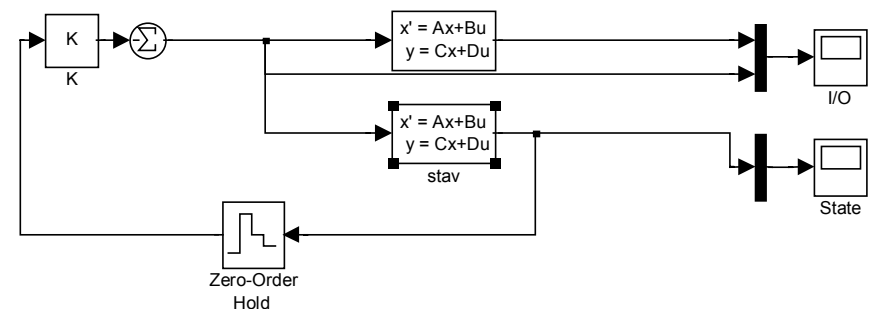 K
K
-Σ
x' = Ax+Bu
y = Cx+Du
I/O
x' = Ax+Bu
y = Cx+Du
stav
State
Zero-Order
Hold